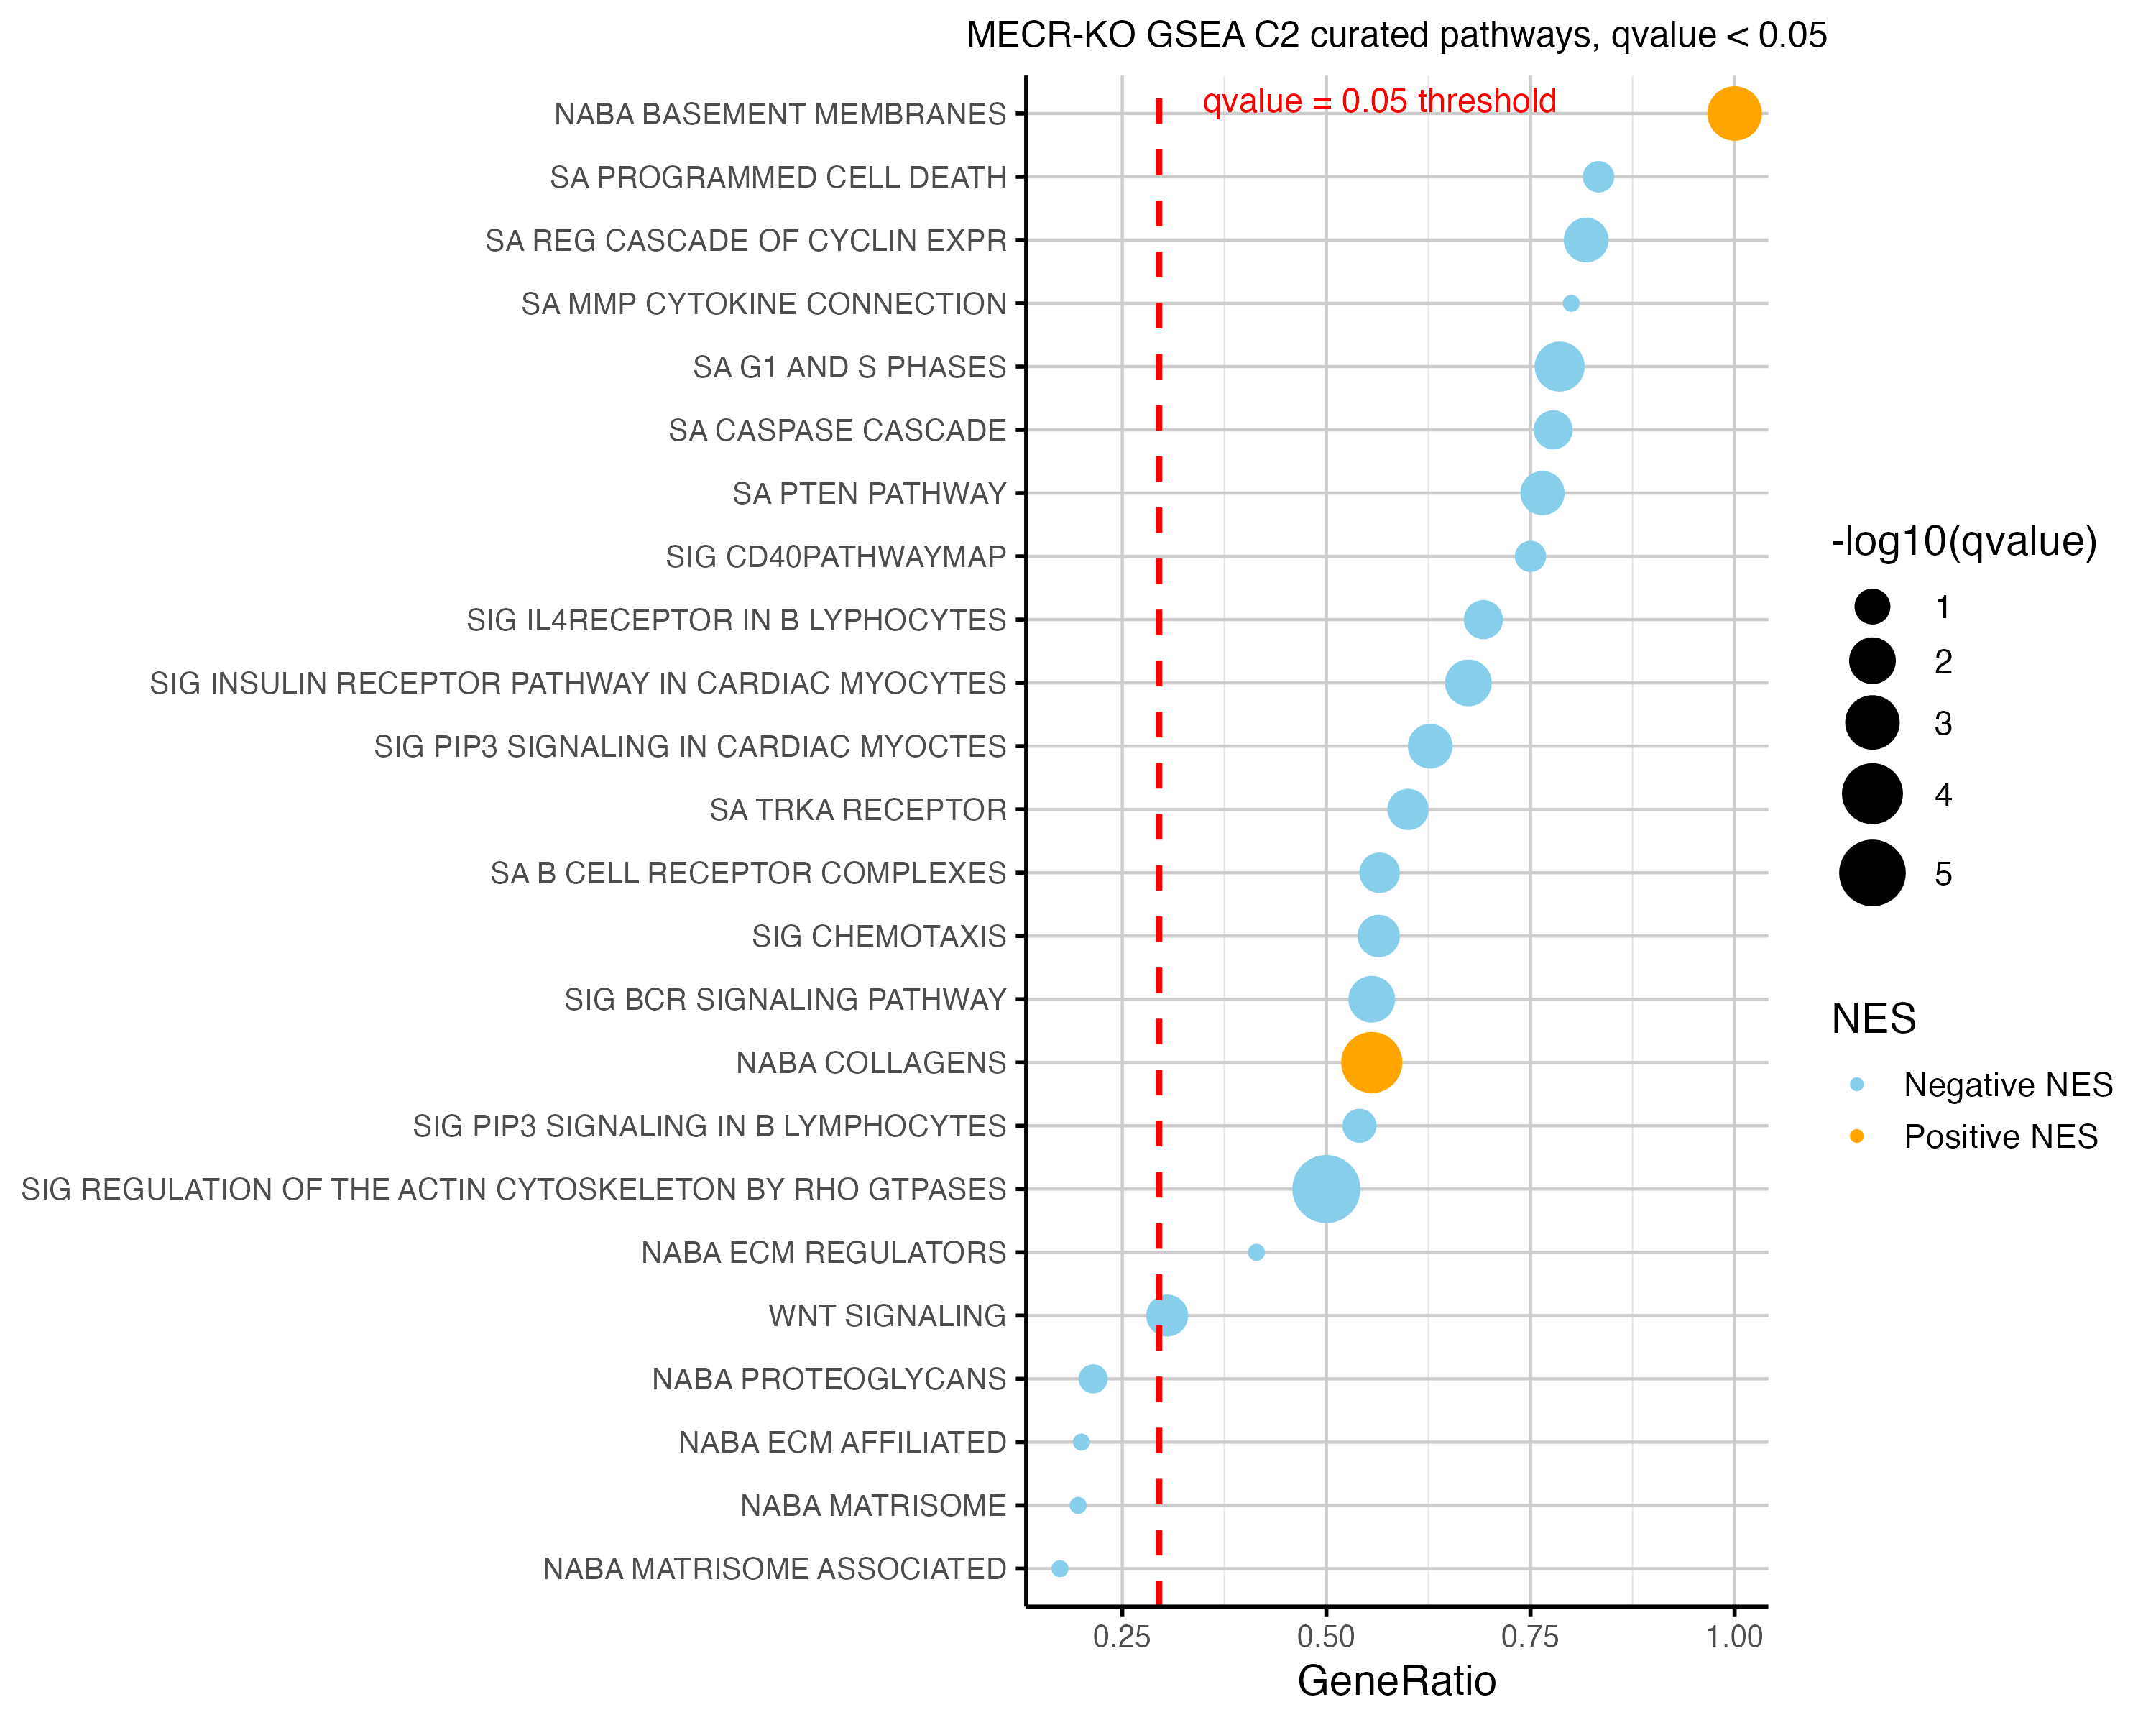 MECR-KO GSEA C2 curated pathways, qvalue < 0.05
qvalue = 0.05 threshold
NABA BASEMENT MEMBRANES
SA PROGRAMMED CELL DEATH
SA REG CASCADE OF CYCLIN EXPR
SA MMP CYTOKINE CONNECTION
SA G1 AND S PHASES
SA CASPASE CASCADE
SA PTEN PATHWAY
SIG CD40PATHWAYMAP
SIG IL4RECEPTOR IN B LYPHOCYTES
SIG INSULIN RECEPTOR PATHWAY IN CARDIAC MYOCYTES
SIG PIP3 SIGNALING IN CARDIAC MYOCTES
SA TRKA RECEPTOR
SA B CELL RECEPTOR COMPLEXES
SIG CHEMOTAXIS
SIG BCR SIGNALING PATHWAY
NABA COLLAGENS
SIG PIP3 SIGNALING IN B LYMPHOCYTES
SIG REGULATION OF THE ACTIN CYTOSKELETON BY RHO GTPASES
NABA ECM REGULATORS
WNT SIGNALING
NABA PROTEOGLYCANS
NABA ECM AFFILIATED
NABA MATRISOME
NABA MATRISOME ASSOCIATED
0.25 0.50 0.75 1.00
GeneRatio
-log10(qvalue)
1
2
3
4
5
NES
Negative NES
Positive NES